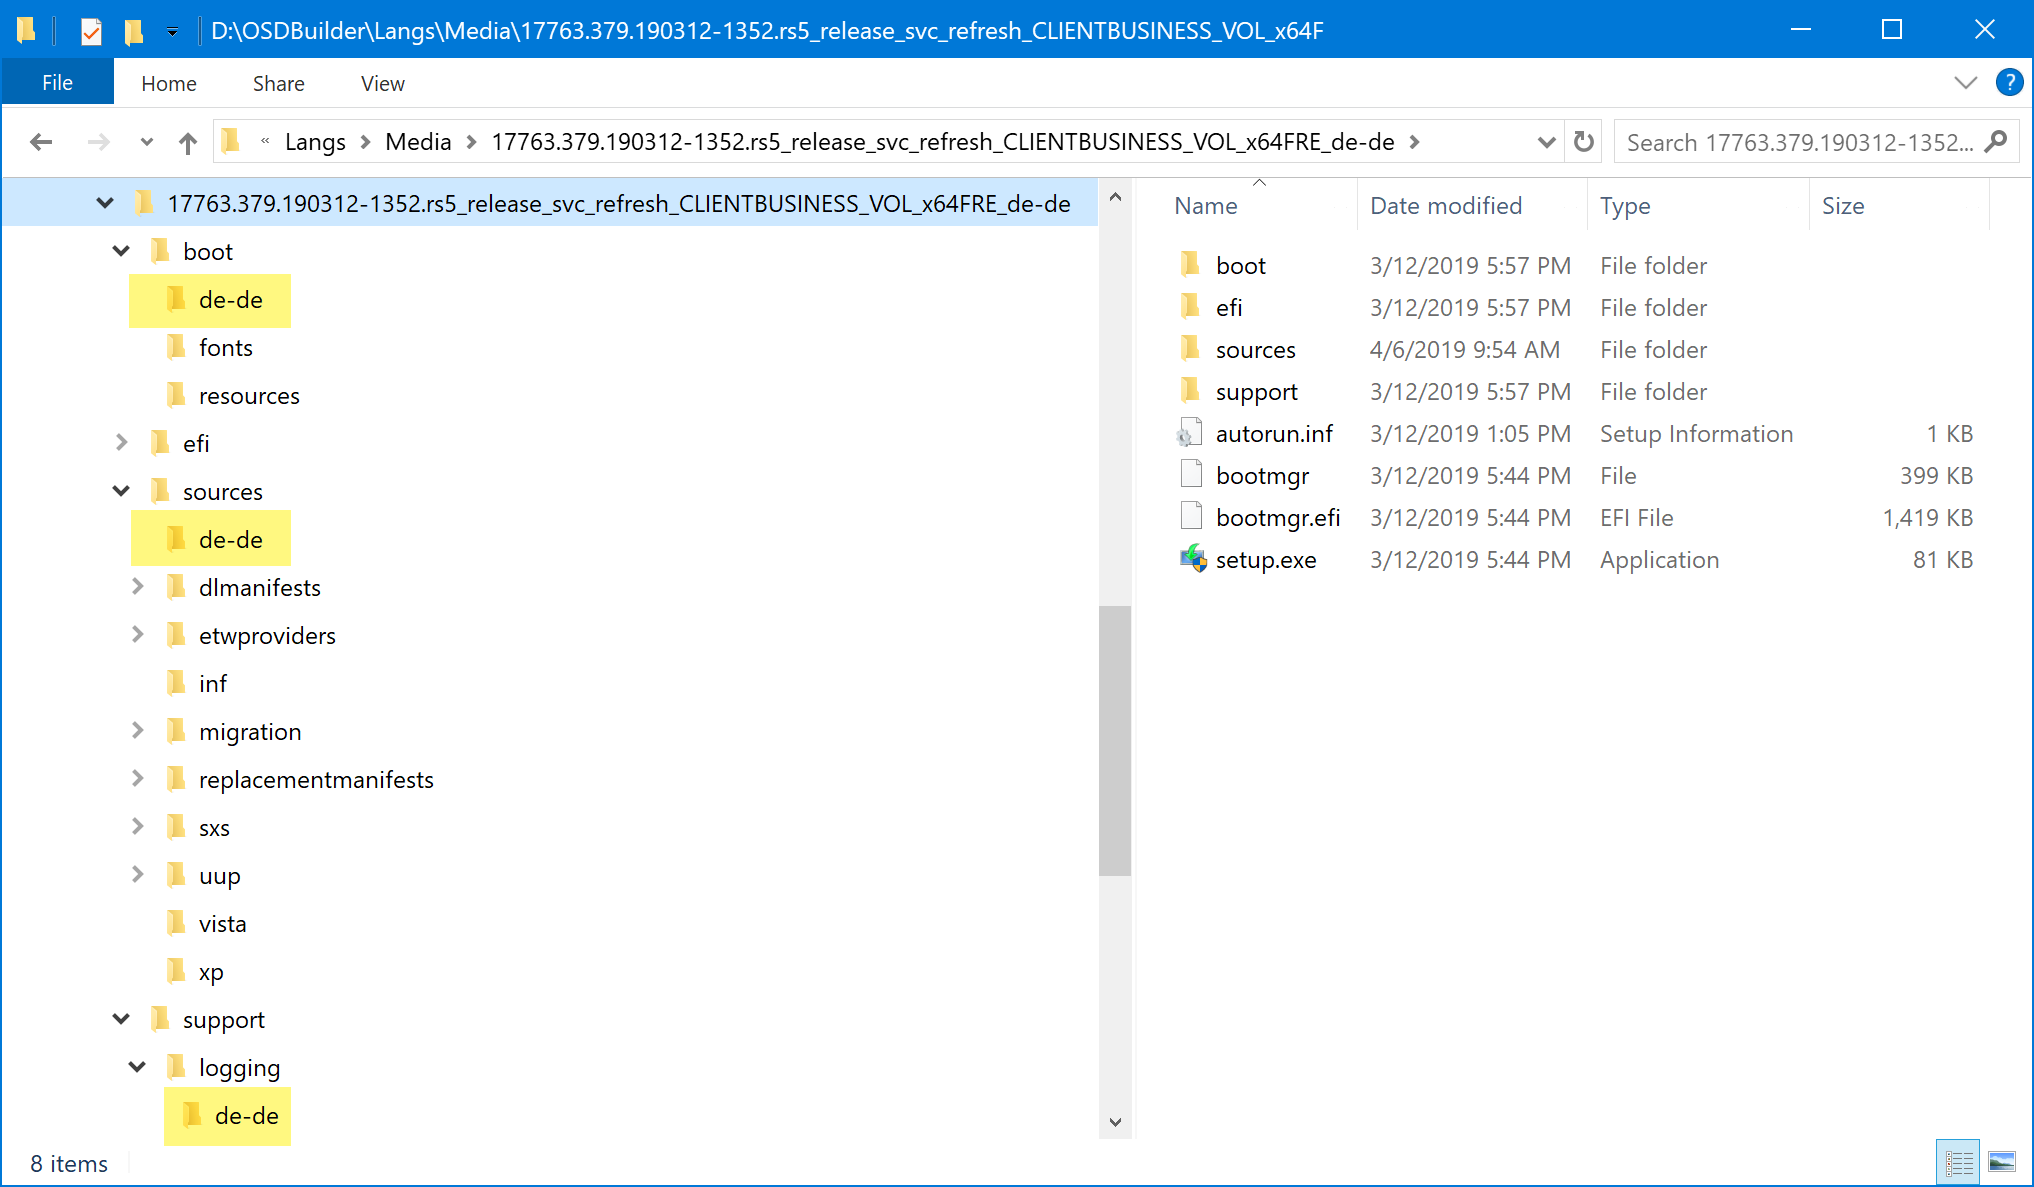 D:\OSDBuilder\Langs\Media\17763.379.190312-1352.rs5_release_svc_refresh_CLIENTBUSINESS_VOL_x64F
File Home Share View ?
« Langs > Media > 17763.379.190312-1352.rs5_release_svc_refresh_CLIENTBUSINESS_VOL_x64FRE_de-de > Search 17763.379.190312-1352...
17763.379.190312-1352.rs5_release_svc_refresh_CLIENTBUSINESS_VOL_x64FRE_de-de
boot
de-de
fonts
resources
efi
sources
de-de
dlmanifests
etwproviders
inf
migration
replacementmanifests
sxs
uup
vista
xp
support
logging
de-de
Name Date modified Type Size
boot 3/12/2019 5:57 PM File folder
efi 3/12/2019 5:57 PM File folder
sources 4/6/2019 9:54 AM File folder
support 3/12/2019 5:57 PM File folder
autorun.inf 3/12/2019 1:05 PM Setup Information 1 KB
bootmgr 3/12/2019 5:44 PM File 399 KB
bootmgr.efi 3/12/2019 5:44 PM EFI File 1,419 KB
setup.exe 3/12/2019 5:44 PM Application 81 KB
8 items